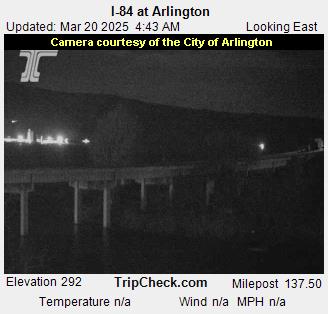 I-84 at Arlington
Updated: Mar 20 2025 4:43 AM Looking East
Camera courtesy of the City of Arlington
Elevation 292 TripCheck.com Milepost 137.50
Temperature n/a Wind n/a MPH n/a